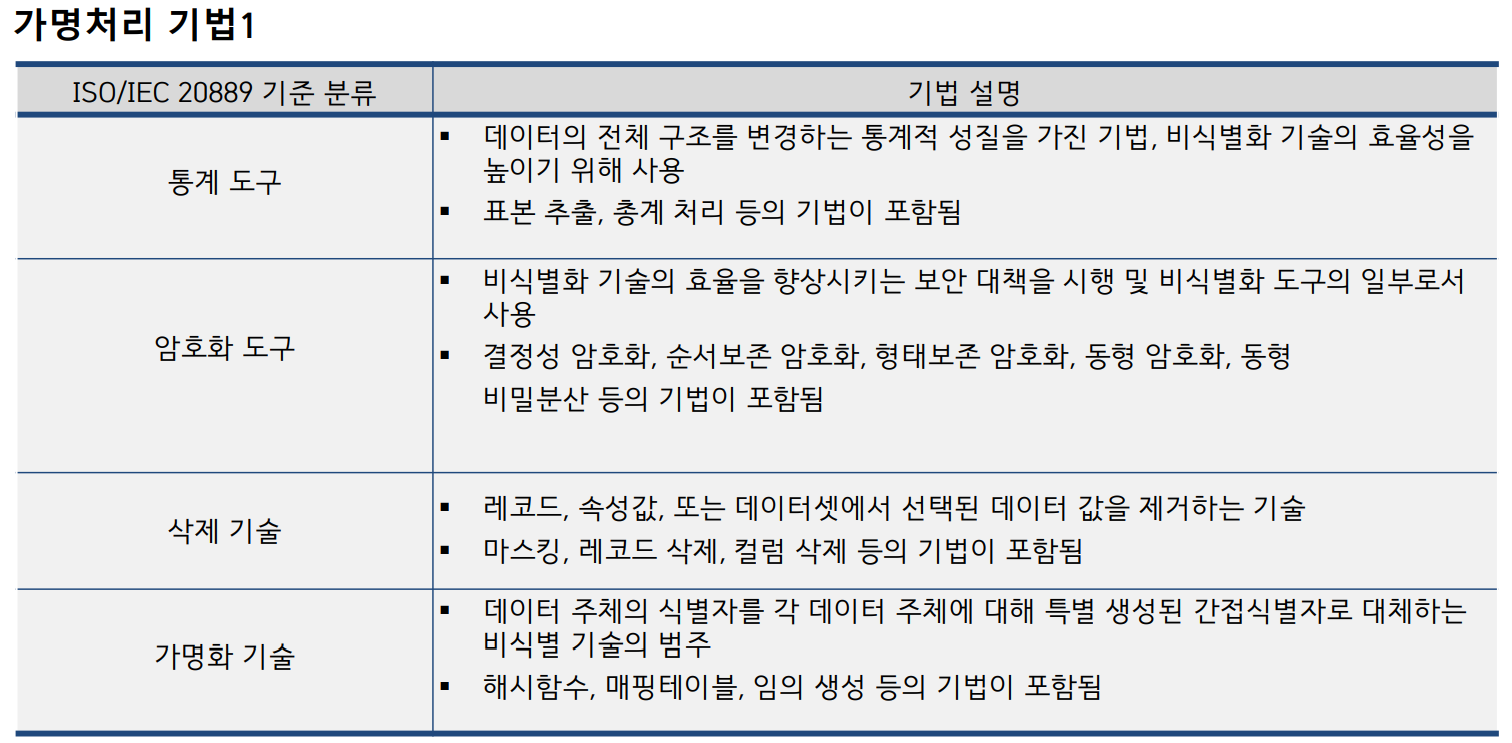 가명처리 기법1
ISO/IEC 20889 기준 분류
기법 설명
통계 도구
▪ 데이터의 전체 구조를 변경하는 통계적 성질을 가진 기법, 비식별화 기술의 효율성을
높이기 위해 사용
▪ 표본 추출, 총계 처리 등의 기법이 포함됨
암호화 도구
▪ 비식별화 기술의 효율을 향상시키는 보안 대책을 시행 및 비식별화 도구의 일부로서
사용
▪ 결정성 암호화, 순서보존 암호화, 형태보존 암호화, 동형 암호화, 동형
비밀분산 등의 기법이 포함됨
삭제 기술
▪ 레코드, 속성값, 또는 데이터셋에서 선택된 데이터 값을 제거하는 기술
▪ 마스킹, 레코드 삭제, 컬럼 삭제 등의 기법이 포함됨
가명화 기술
▪ 데이터 주체의 식별자를 각 데이터 주체에 대해 특별 생성된 간접식별자로 대체하는
비식별 기술의 범주
▪ 해시함수, 매핑테이블, 임의 생성 등의 기법이 포함됨